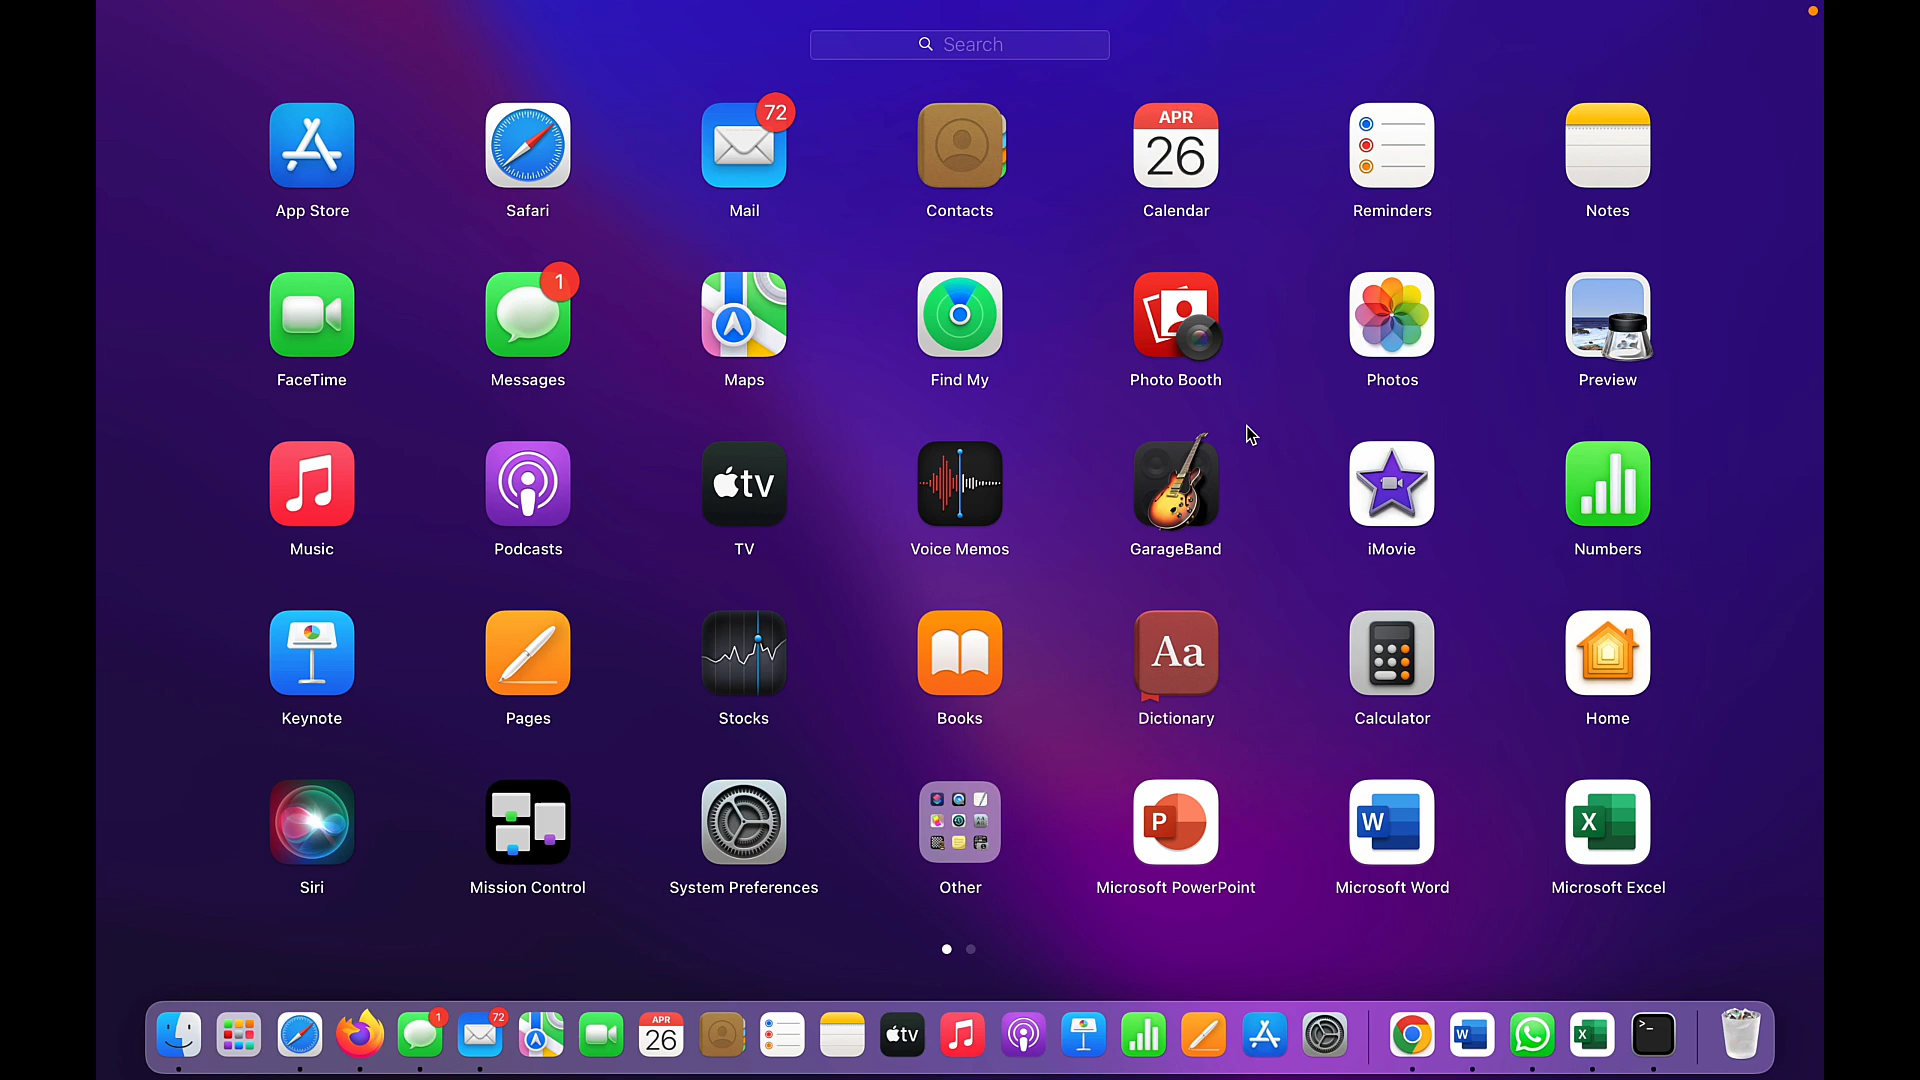 Search
72
APR
26
App Store
Safari
Mail
Contacts
Calendar
Reminders
Notes
1
FaceTime
Messages
Maps
Find My
Photo Booth
Photos
Preview
tv
Music
Podcasts
TV
Voice Memos
GarageBand
iMovie
Numbers
Aa
Keynote
Pages
Stocks
Books
Dictionary
Calculator
Home
P
W
X
Siri
Mission Control
System Preferences
Other
Microsoft PowerPoint
Microsoft Word
Microsoft Excel
1
72
APR
26
tv
W
X
>_